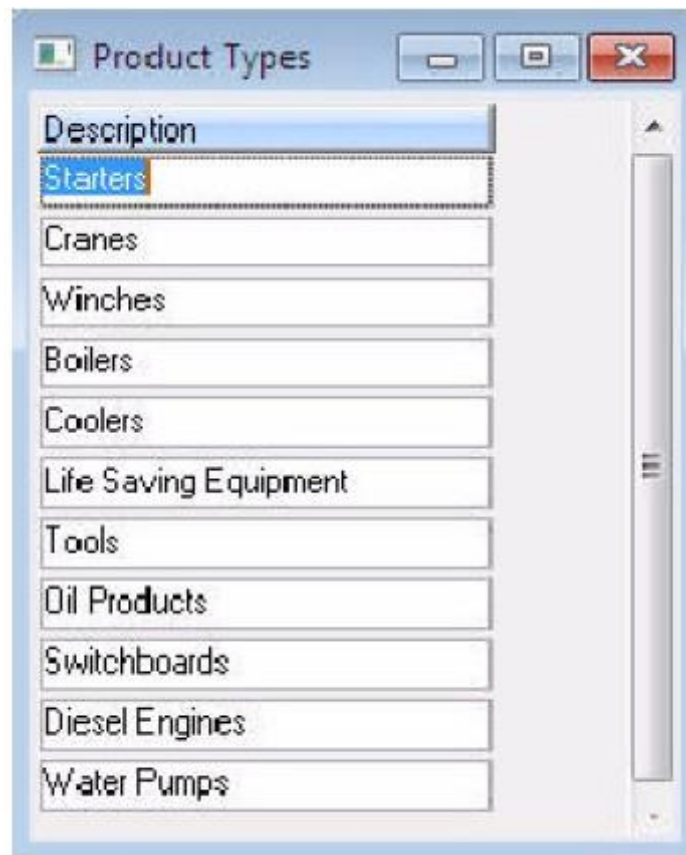 Product Types
Description
Starters
Cranes
Winches
Boilers
Coolers
Life Saving Equipment
Tools
Oil Products
Switchboards
Diesel Engines
Water Pumps